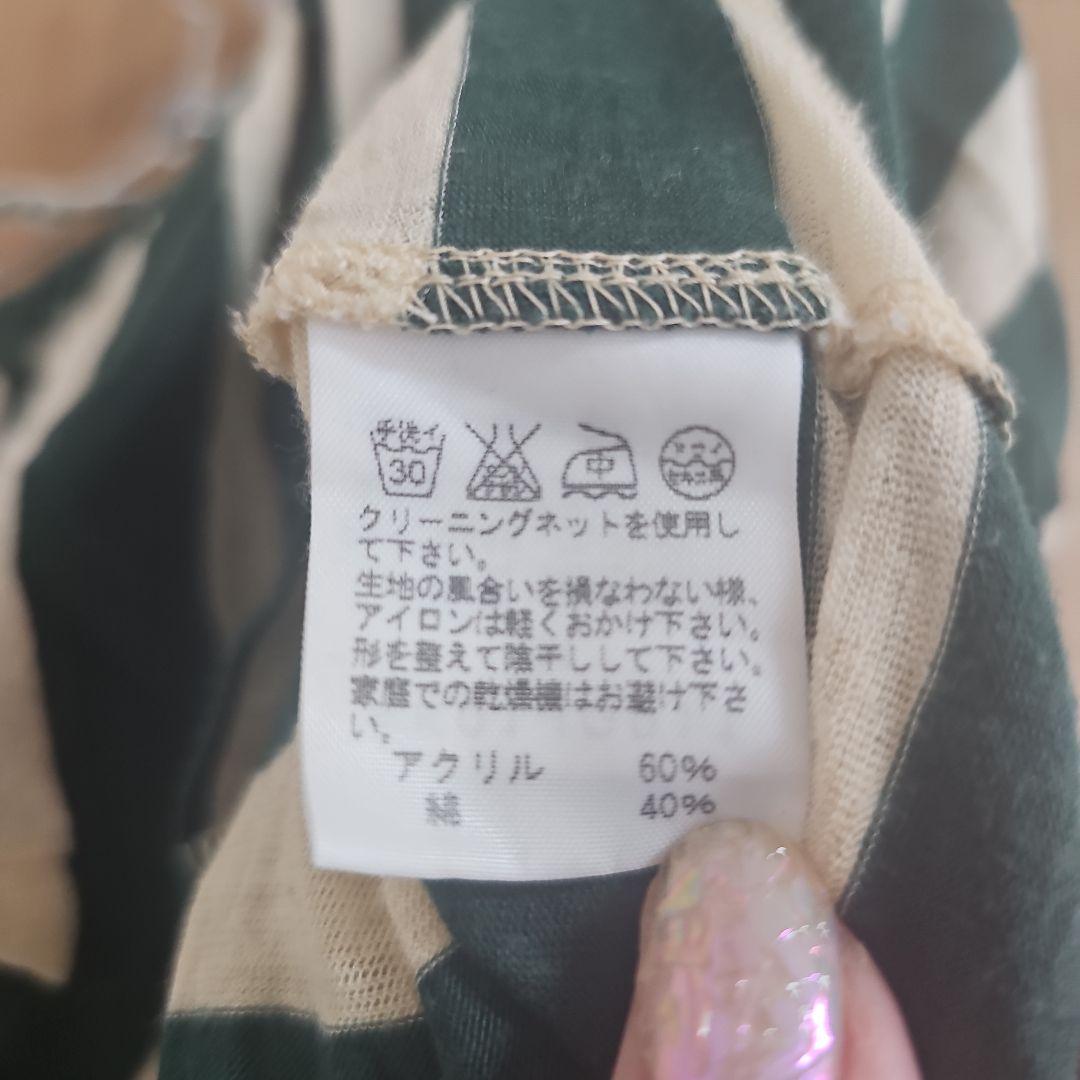 手洗イ
30
中
クリーニングネットを使用し
て下さい。
生地の風合いを損なわない様、
アイロンは軽くおかけ下さい。
形を整えて陰干しして下さい。
家庭での乾燥機はお避け下さ
い。
アクリル 60%
綿 40%